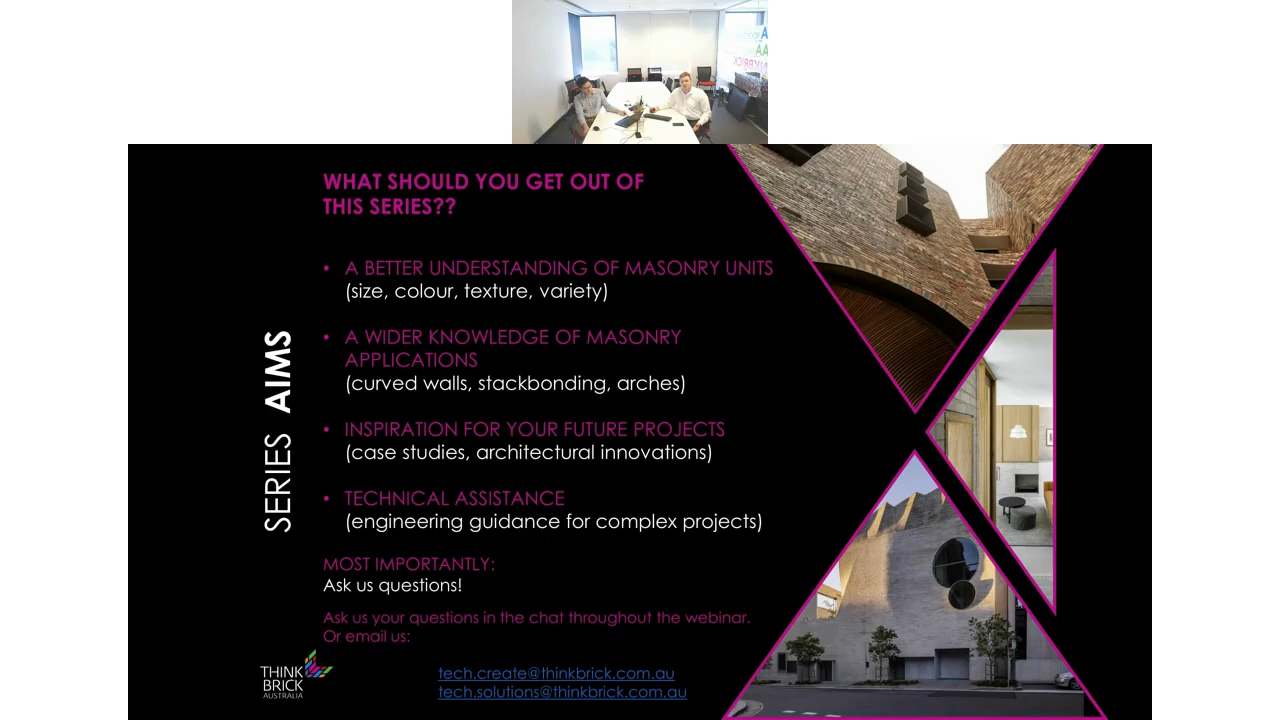 WHAT SHOULD YOU GET OUT OF
THIS SERIES??
• A BETTER UNDERSTANDING OF MASONRY UNITS
(size, colour, texture, variety)
• A WIDER KNOWLEDGE OF MASONRY
APPLICATIONS
(curved walls, stackbonding, arches)
• INSPIRATION FOR YOUR FUTURE PROJECTS
(case studies, architectural innovations)
• TECHNICAL ASSISTANCE
(engineering guidance for complex projects)
MOST IMPORTANTLY:
Ask us questions!
Ask us your questions in the chat throughout the webinar.
Or email us:
tech.create@thinkbrick.com.au
tech.solutions@thinkbrick.com.au
SERIES AIMS
THINK
BRICK
AUSTRALIA